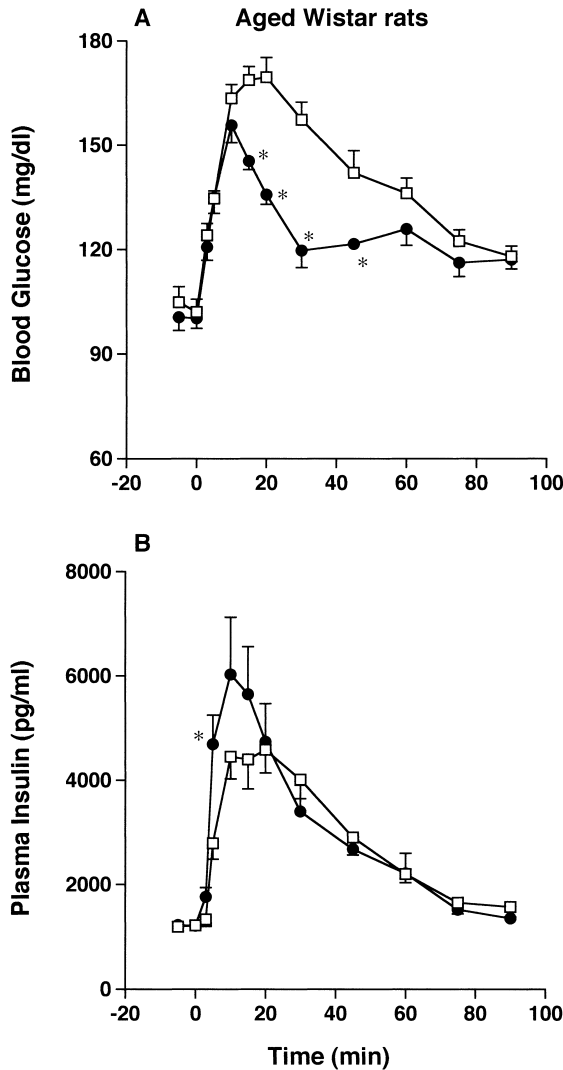 A Aged Wistar rats
180
150
120
90
60
-20 0 20 40 60 80 100
Blood Glucose (mg/dl)
*
*
*
*
B
8000
6000
4000
2000
0
-20 0 20 40 60 80 100
Plasma Insulin (pg/ml)
*
Time (min)